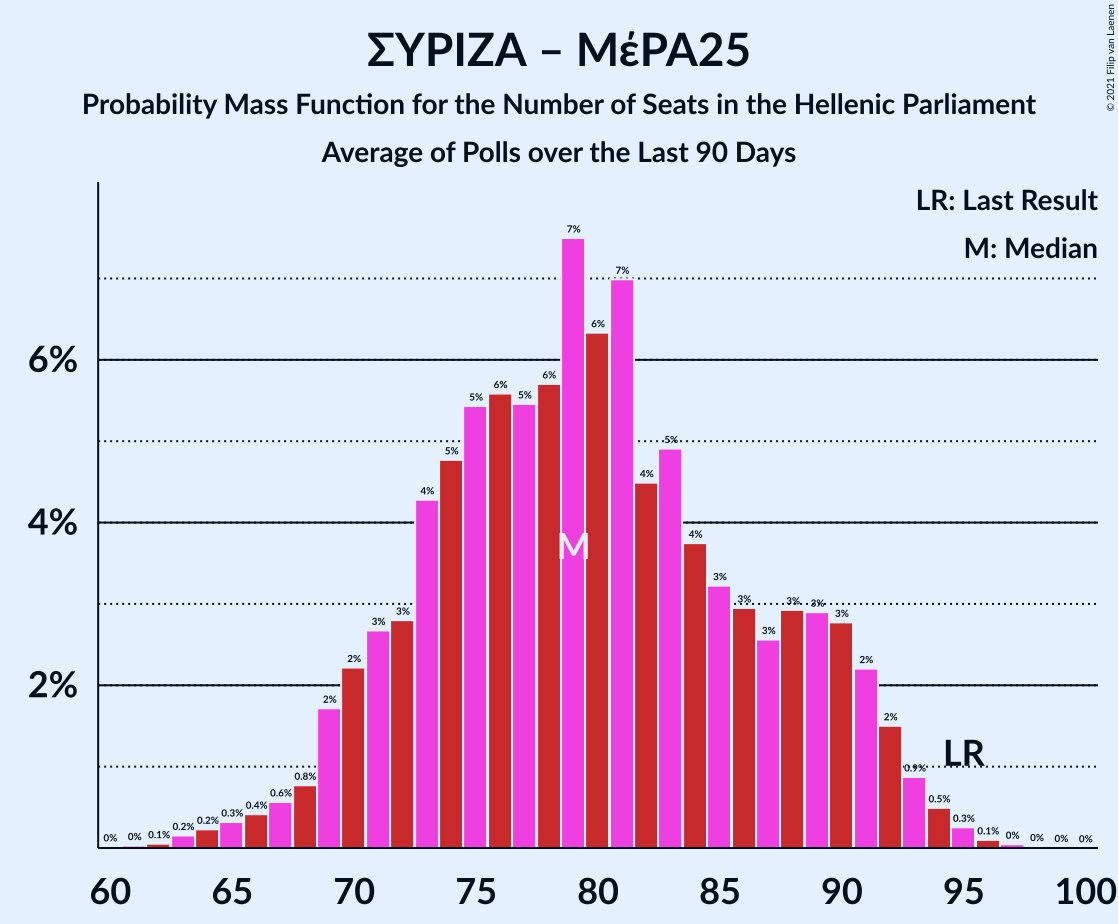 ΣΥΡΙΖΑ – ΜέΡΑ25
Probability Mass Function for the Number of Seats in the Hellenic Parliament
Average of Polls over the Last 90 Days
© 2021 Filip van Laenen
LR: Last Result
M: Median
6%
4%
2%
0% 0% 0.1% 0.2% 0.2% 0.3% 0.4% 0.6% 0.8% 2% 2% 3% 3% 4% 5% 5% 6% 5% 6% 7% 6% 7% 4% 5% 4% 3% 3% 3% 3% 3% 3% 2% 2% 0.9% 0.5% 0.3% 0.1% 0% 0% 0% 0%
M
LR
60 65 70 75 80 85 90 95 100